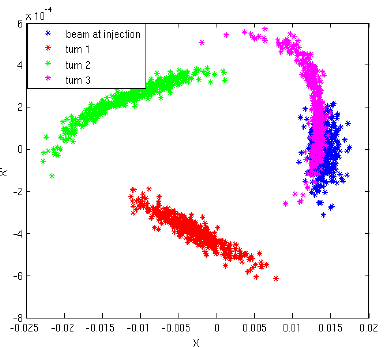 x 10⁻⁴
6
beam at injection
turn 1
turn 2
turn 3
4
2
0
-2
-4
-6
-8
x'
-0.025 -0.02 -0.015 -0.01 -0.005 0 0.005 0.01 0.015 0.02
x